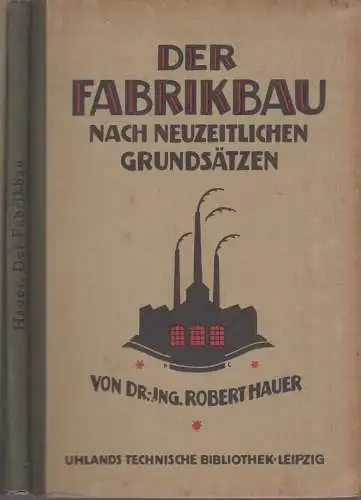 DER
FABRIKBAU
NACH NEUZEITLICHEN
GRUNDSÄTZEN
VON DR.-ING. ROBERT HAUER
UHLANDS TECHNISCHE BIBLIOTHEK · LEIPZIG
Hauer, Der Fabrikbau